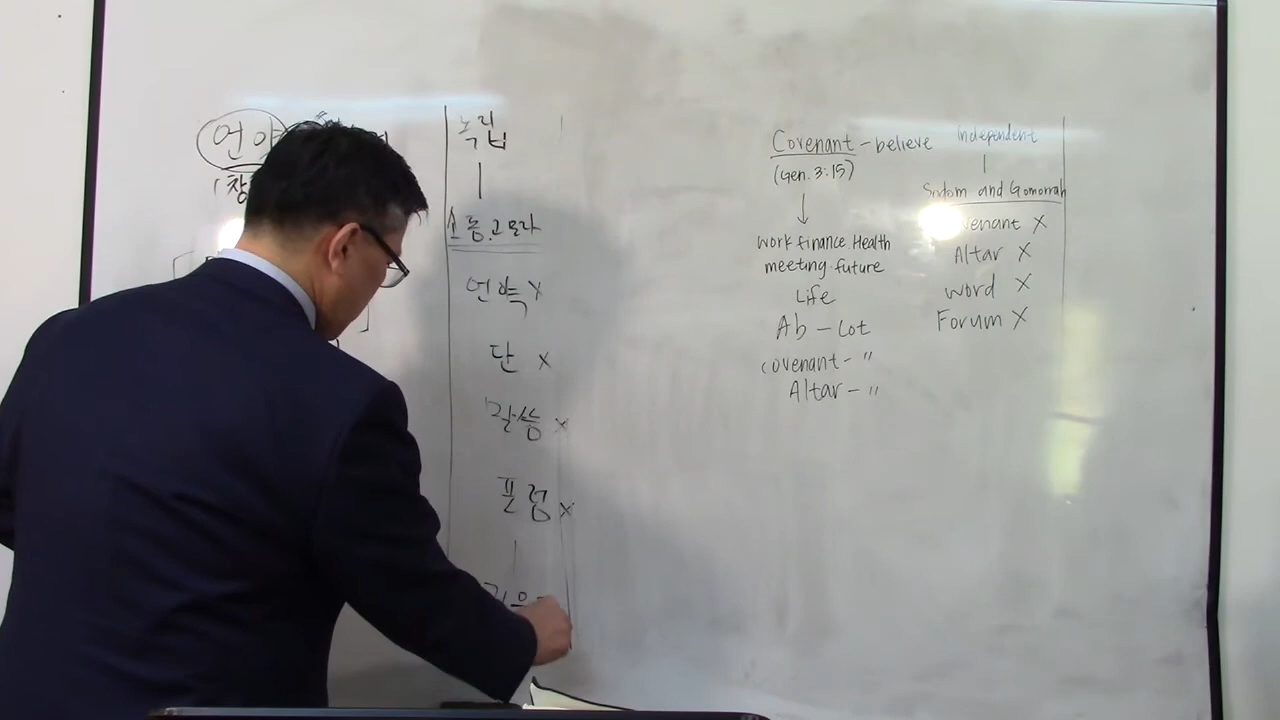 언약
(창
독립
소돔.고모라
언약 X
단 X
말씀 X
포럼 X
Covenant - believe
(Gen. 3:15)
↓
Work finance Health
meeting. future
Life
Ab - Lot
covenant - "
Altar - "
Independent
Sodom and Gomorrah
venant X
Altar X
word X
Forum X